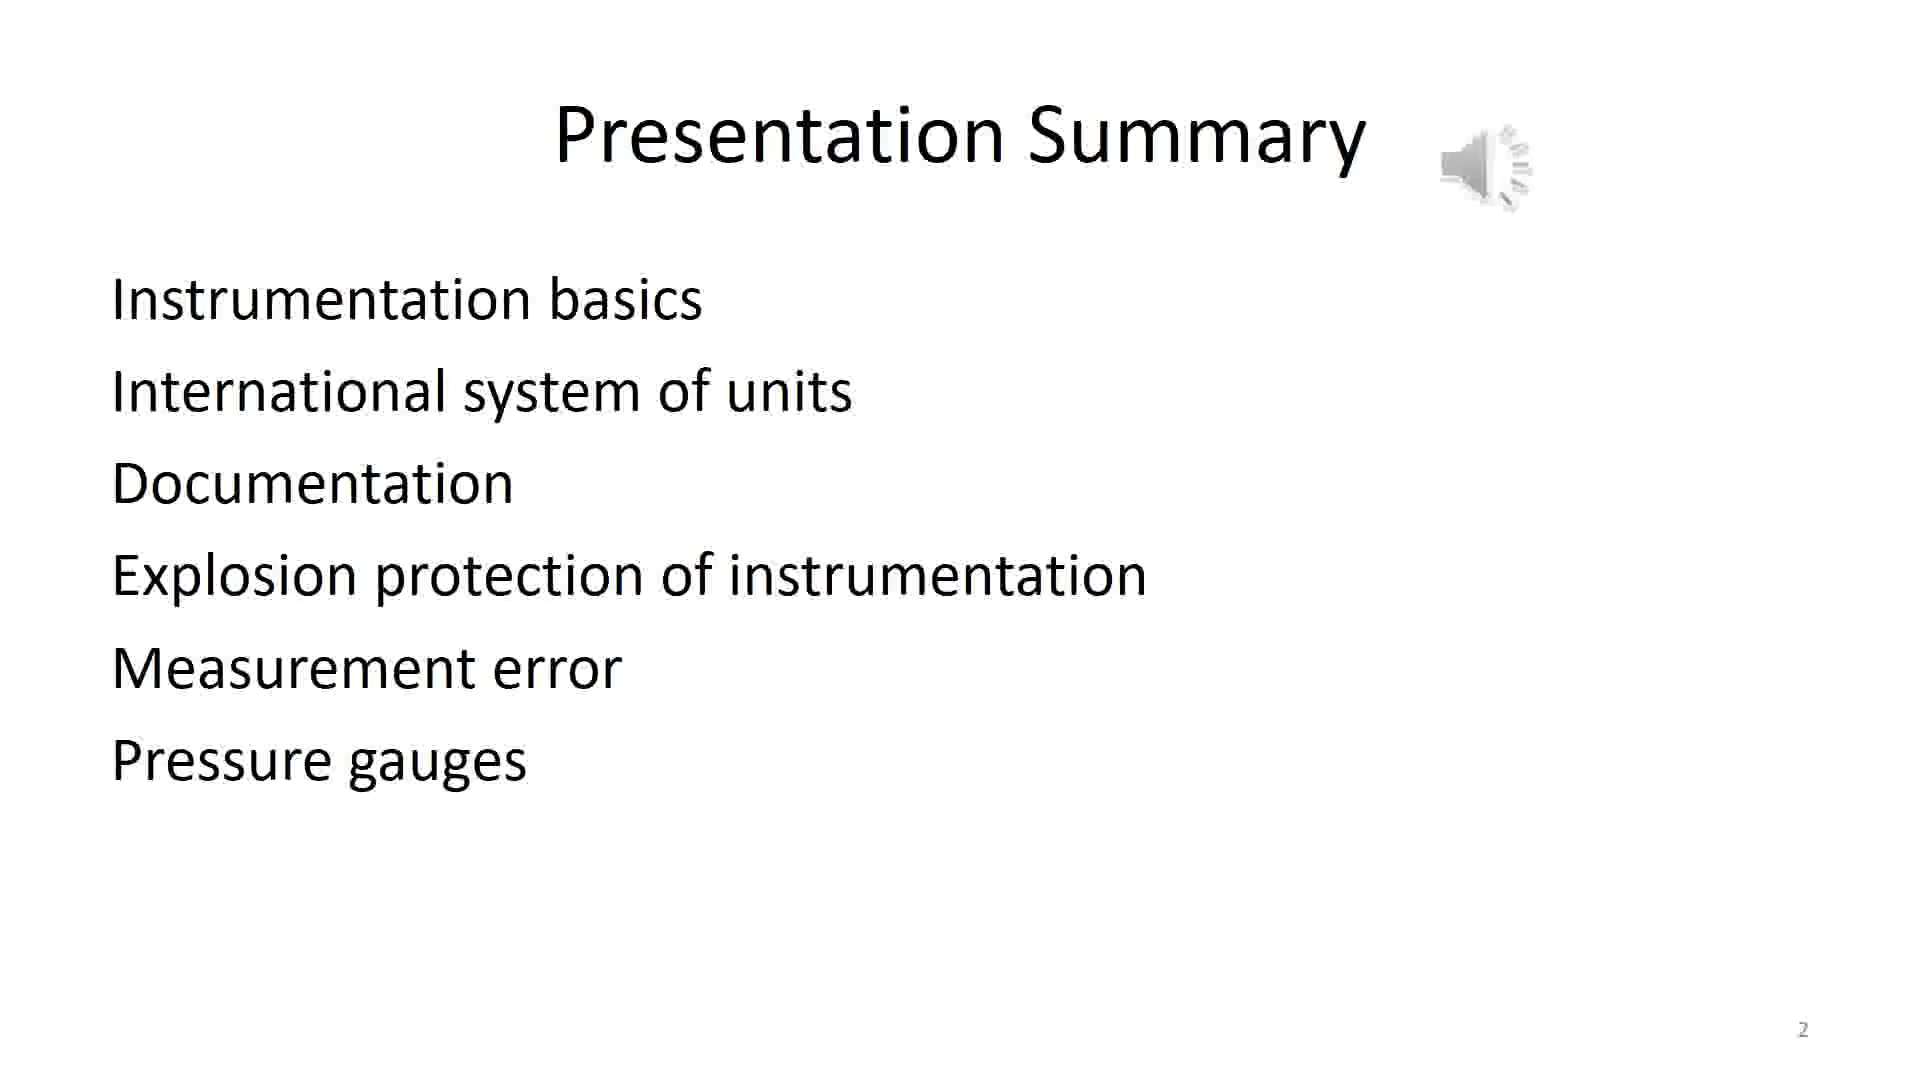 Presentation Summary
Instrumentation basics
International system of units
Documentation
Explosion protection of instrumentation
Measurement error
Pressure gauges
2